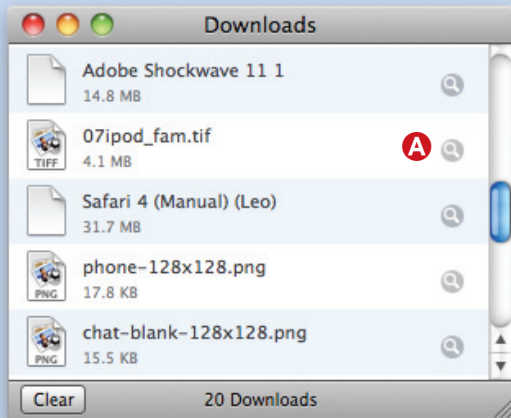 Downloads
Adobe Shockwave 11 1
14.8 MB
07ipod_fam.tif
4.1 MB
A
TIFF
Safari 4 (Manual) (Leo)
31.7 MB
phone-128x128.png
17.8 KB
PNG
chat-blank-128x128.png
15.5 KB
PNG
Clear
20 Downloads